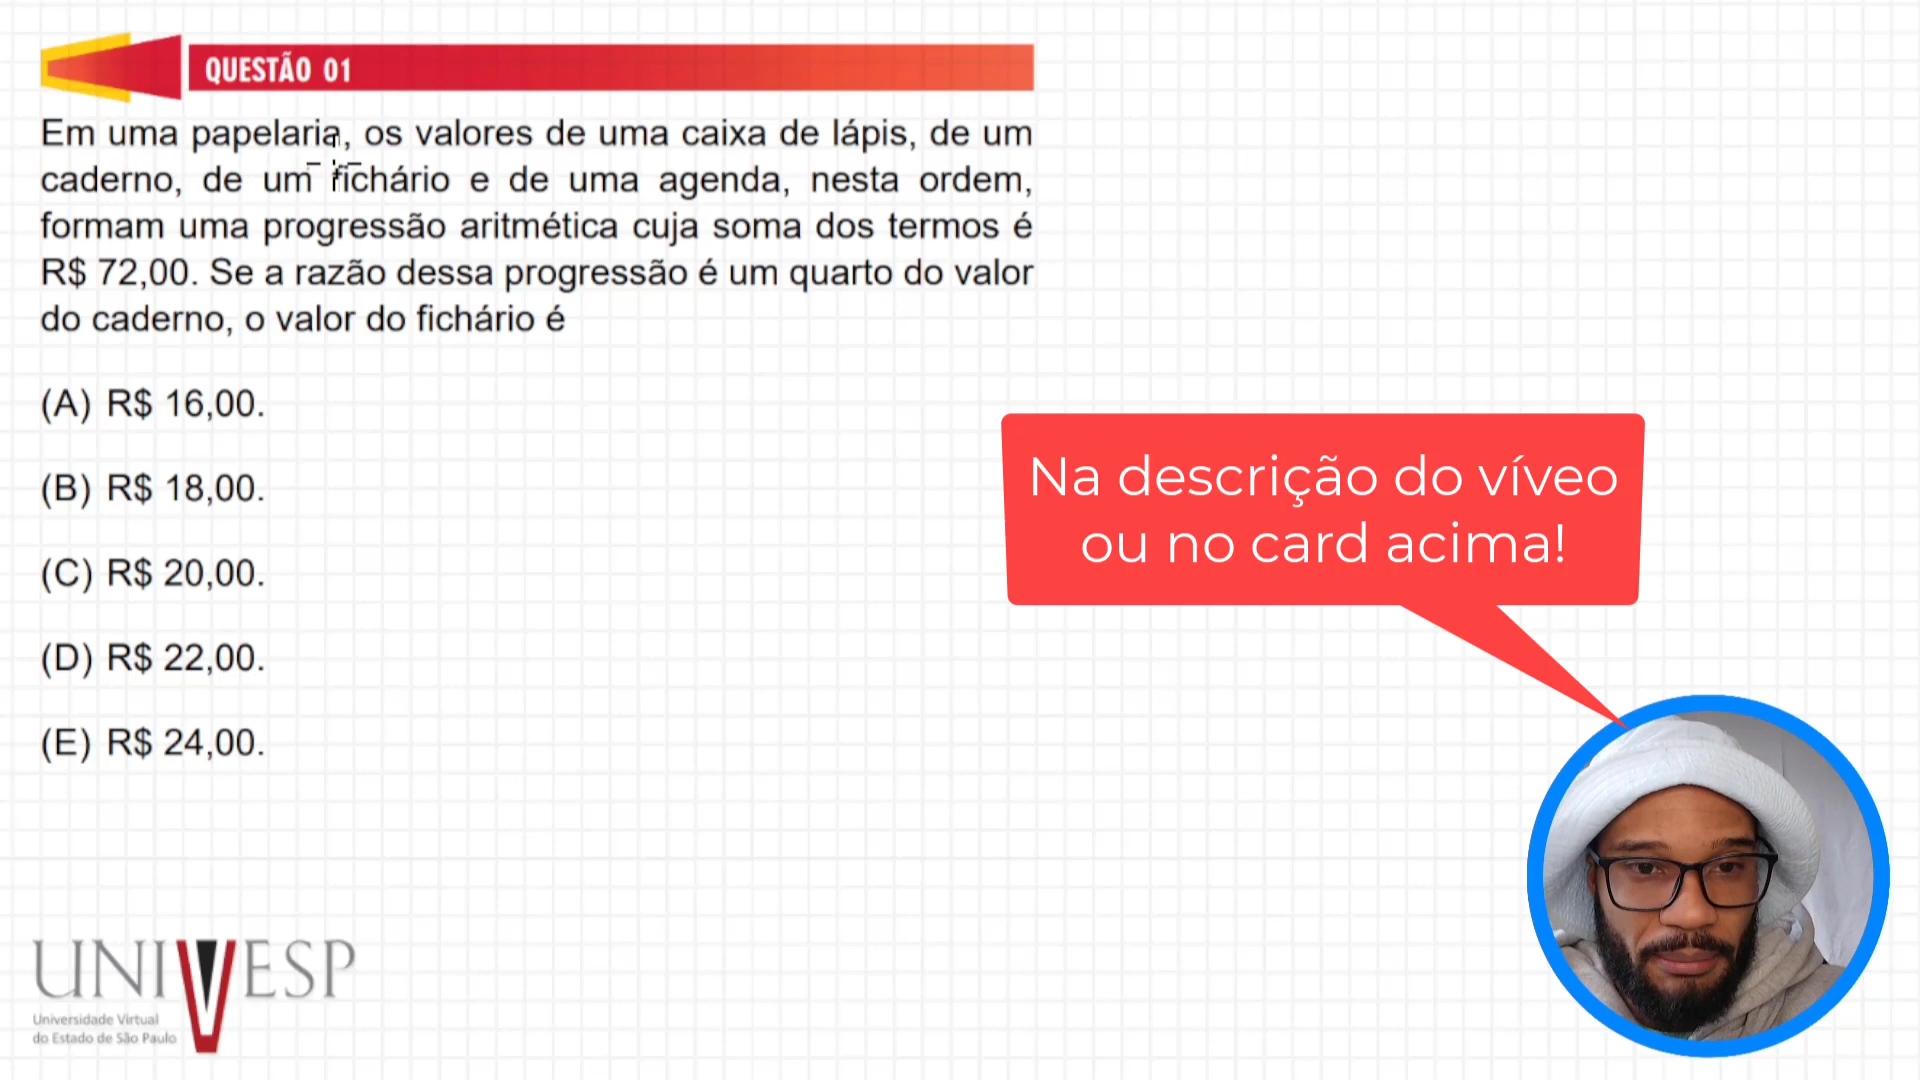 QUESTÃO 01
Em uma papelaria, os valores de uma caixa de lápis, de um
caderno, de um fichário e de uma agenda, nesta ordem,
formam uma progressão aritmética cuja soma dos termos é
R$ 72,00. Se a razão dessa progressão é um quarto do valor
do caderno, o valor do fichário é
(A) R$ 16,00.
(B) R$ 18,00.
(C) R$ 20,00.
(D) R$ 22,00.
(E) R$ 24,00.
Na descrição do víveo
ou no card acima!
UNIVESP
Universidade Virtual
do Estado de São Paulo